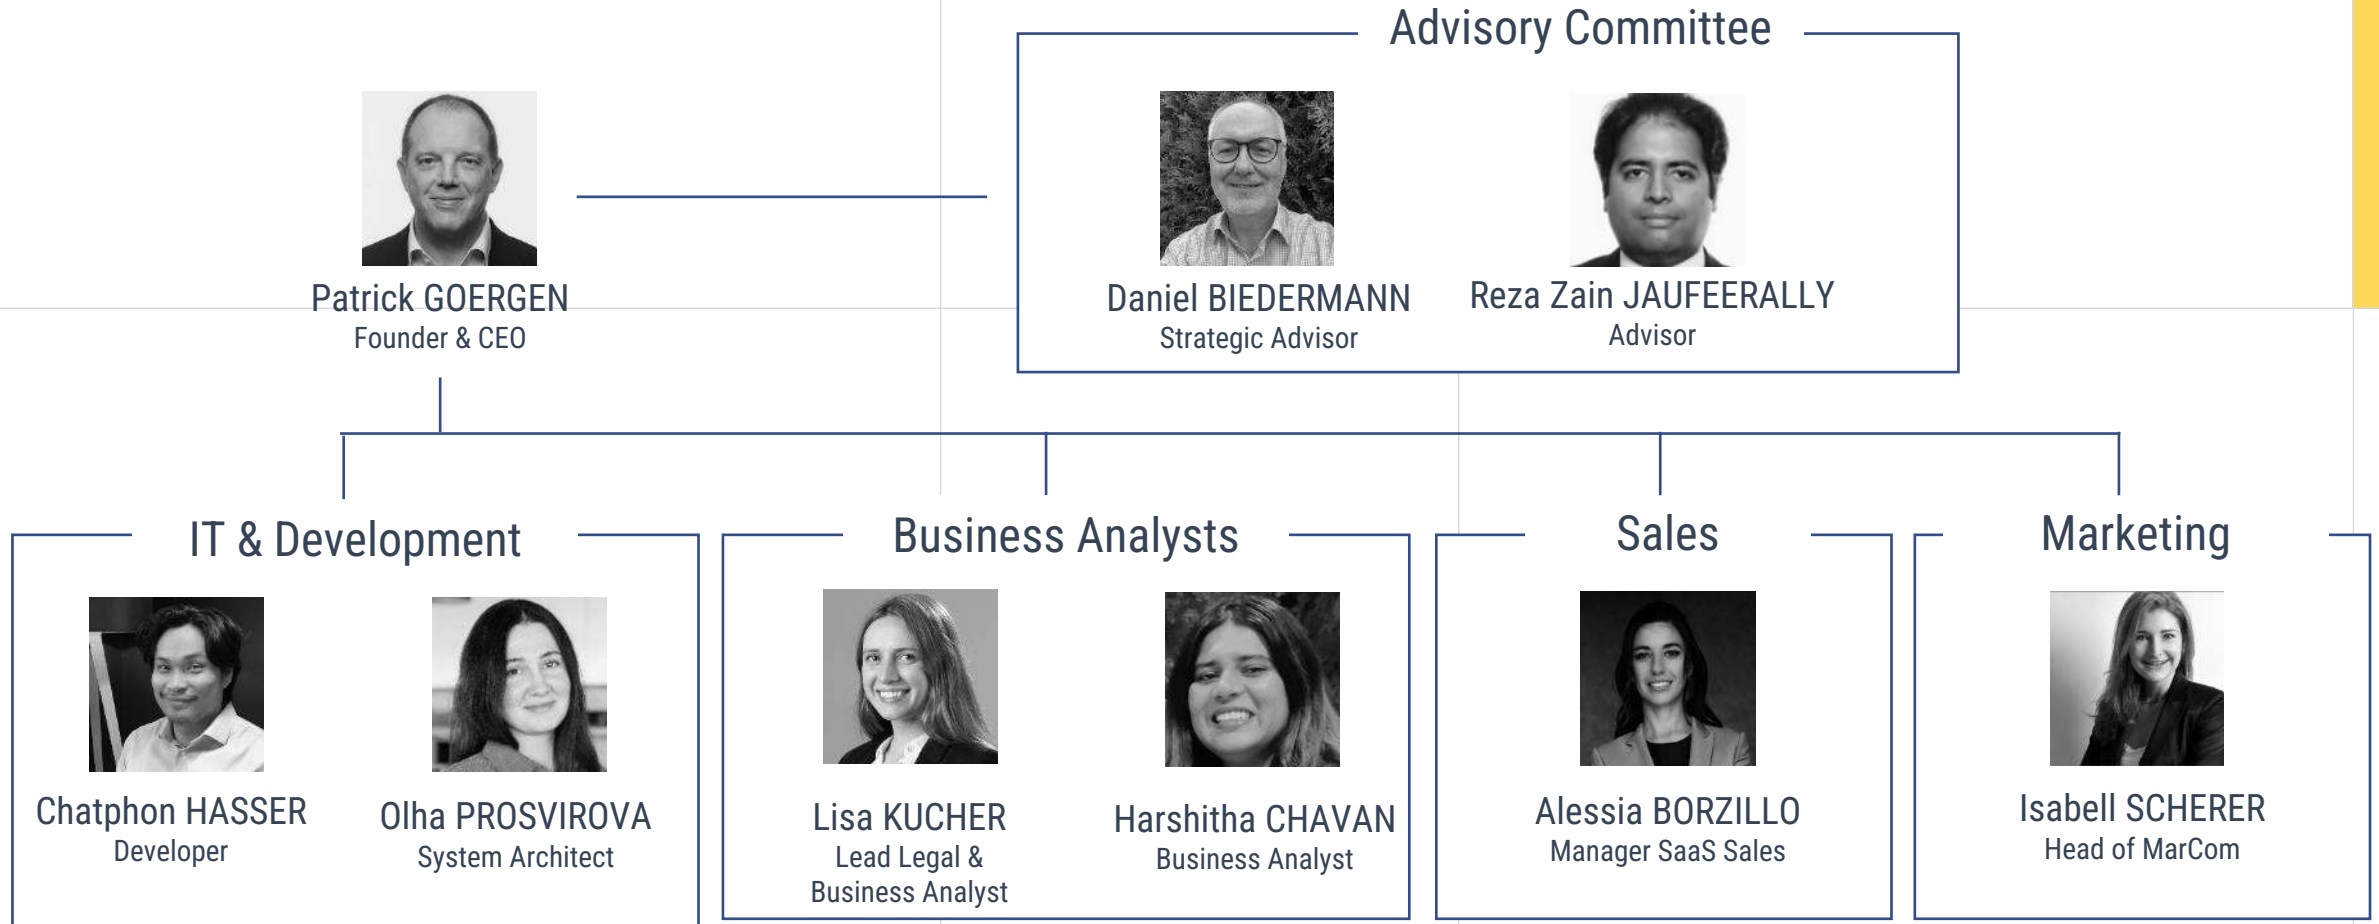 Advisory Committee
Patrick GOERGEN
Founder & CEO
Daniel BIEDERMANN
Strategic Advisor
Reza Zain JAUFEERALLY
Advisor
IT & Development
Chatphon HASSER
Developer
Olha PROSVIROVA
System Architect
Business Analysts
Lisa KUCHER
Lead Legal &
Business Analyst
Harshitha CHAVAN
Business Analyst
Sales
Alessia BORZILLO
Manager SaaS Sales
Marketing
Isabell SCHERER
Head of MarCom